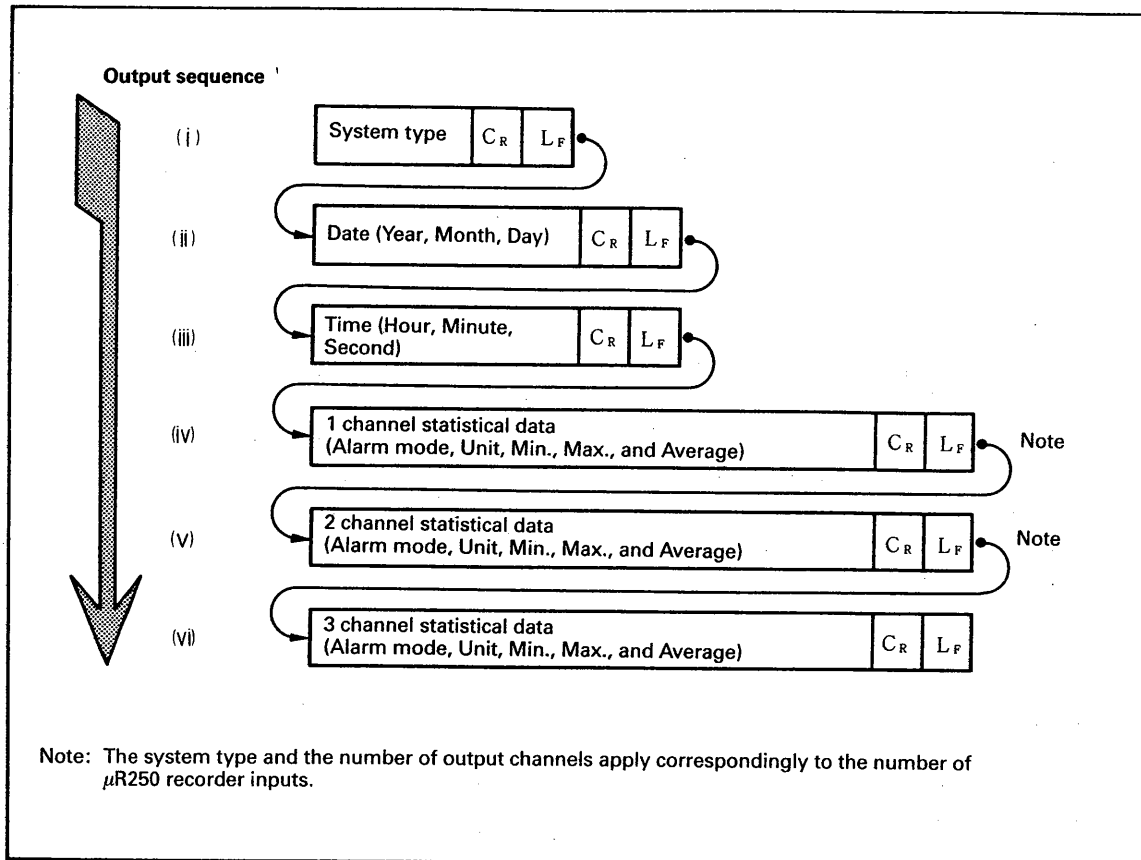 Output sequence
(i) System type CR LF
(ii) Date (Year, Month, Day) CR LF
(iii) Time (Hour, Minute,
Second) CR LF
(iv) 1 channel statistical data
(Alarm mode, Unit, Min., Max., and Average) CR LF Note
(v) 2 channel statistical data
(Alarm mode, Unit, Min., Max., and Average) CR LF Note
(vi) 3 channel statistical data
(Alarm mode, Unit, Min., Max., and Average) CR LF
Note: The system type and the number of output channels apply correspondingly to the number of
μR250 recorder inputs.